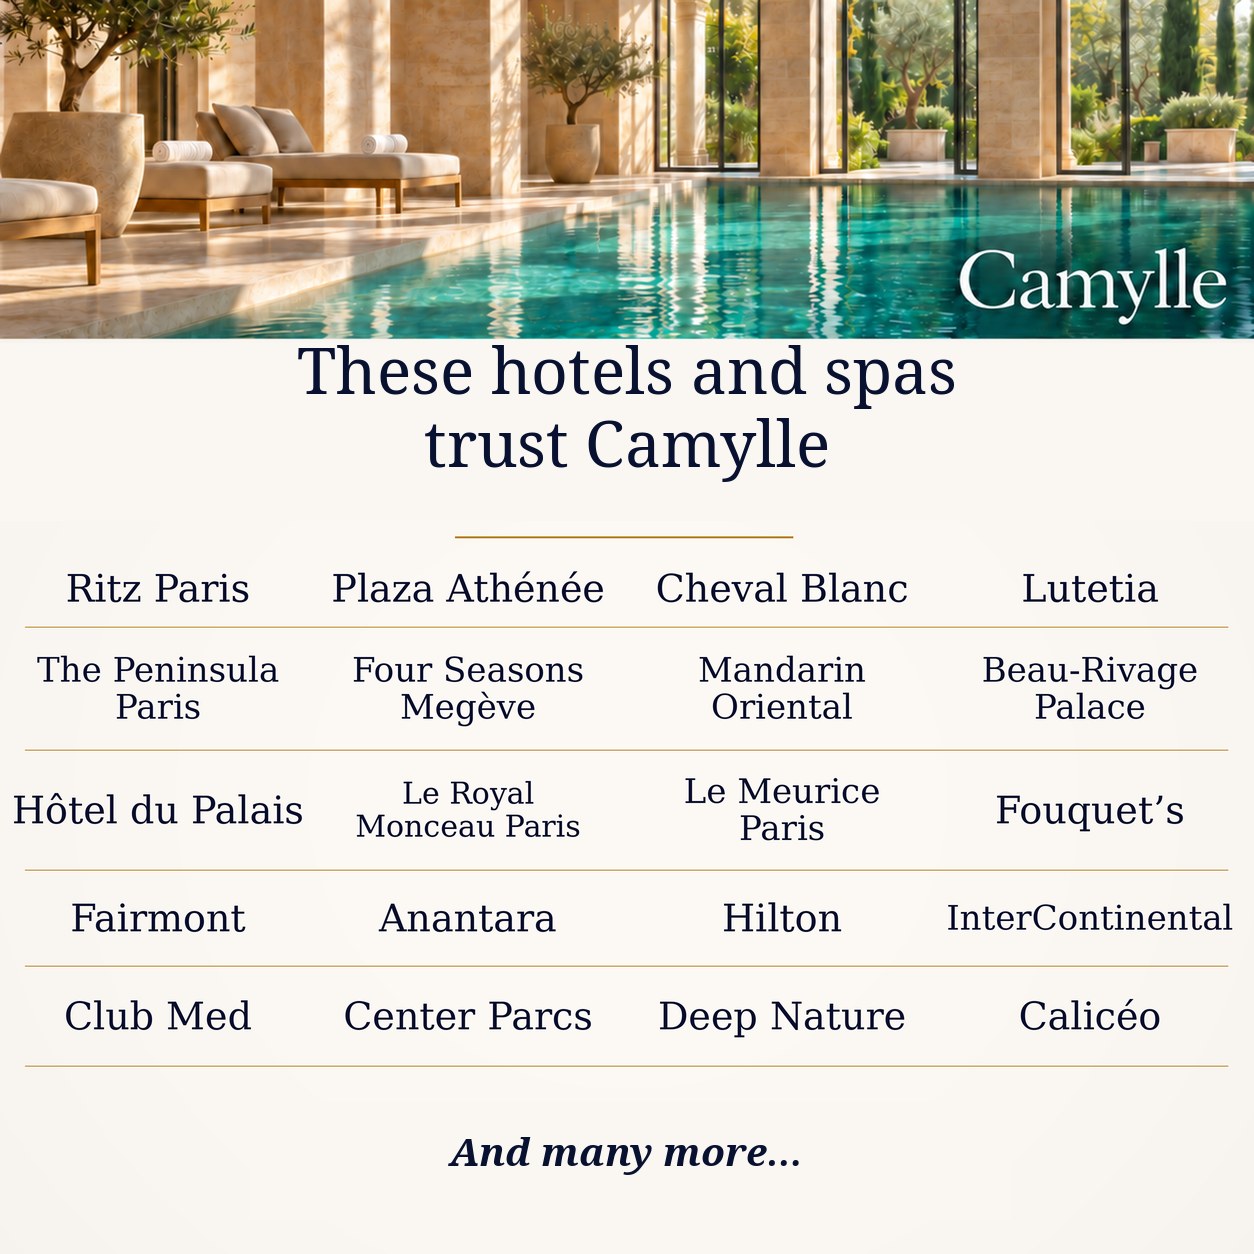 Camylle
These hotels and spas
trust Camylle
Ritz Paris
Plaza Athénée
Cheval Blanc
Lutetia
The Peninsula
Paris
Four Seasons
Megève
Mandarin
Oriental
Beau-Rivage
Palace
Hôtel du Palais
Le Royal
Monceau Paris
Le Meurice
Paris
Fouquet’s
Fairmont
Anantara
Hilton
InterContinental
Club Med
Center Parcs
Deep Nature
Calicéo
And many more...